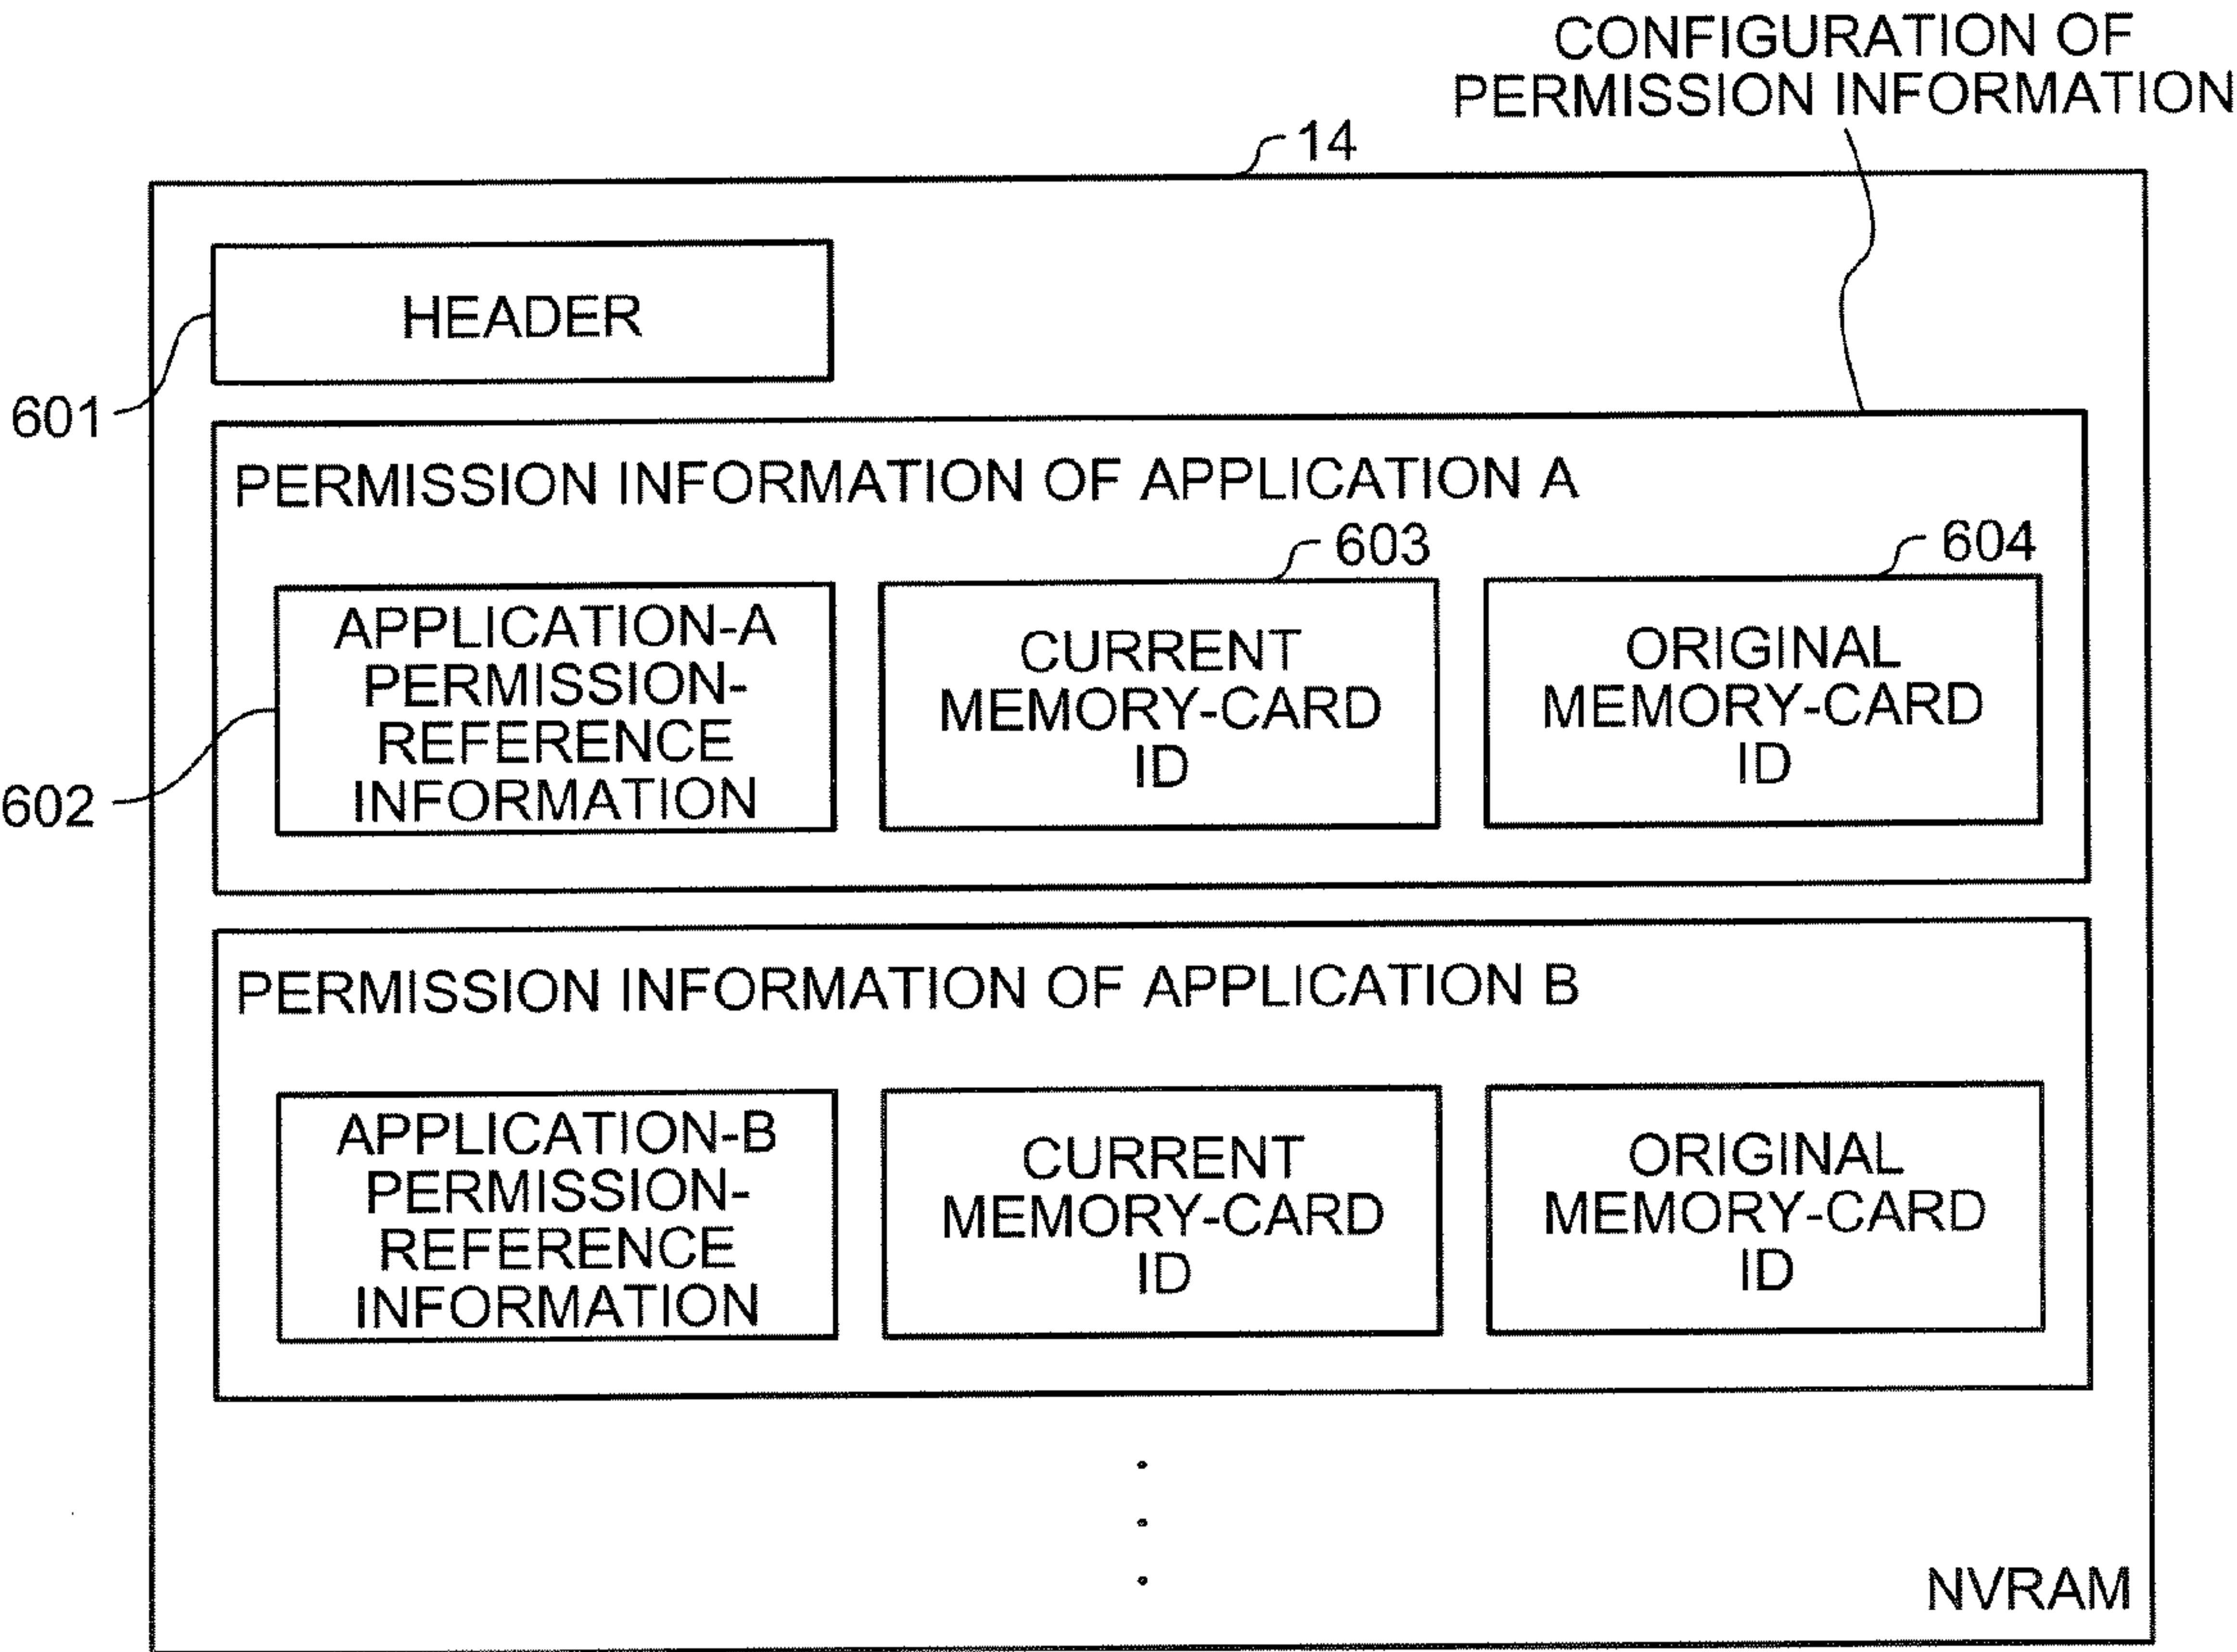 CONFIGURATION OF
PERMISSION INFORMATION
14
HEADER
601
PERMISSION INFORMATION OF APPLICATION A
603
604
APPLICATION-A
PERMISSION-
REFERENCE
INFORMATION
CURRENT
MEMORY-CARD
ID
ORIGINAL
MEMORY-CARD
ID
602
PERMISSION INFORMATION OF APPLICATION B
APPLICATION-B
PERMISSION-
REFERENCE
INFORMATION
CURRENT
MEMORY-CARD
ID
ORIGINAL
MEMORY-CARD
ID
NVRAM